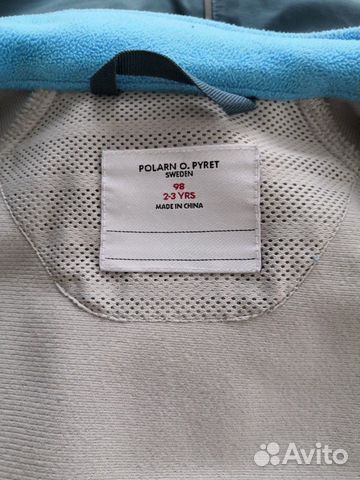 POLARN O. PYRET
SWEDEN
98
2-3 YRS
MADE IN CHINA
Avito